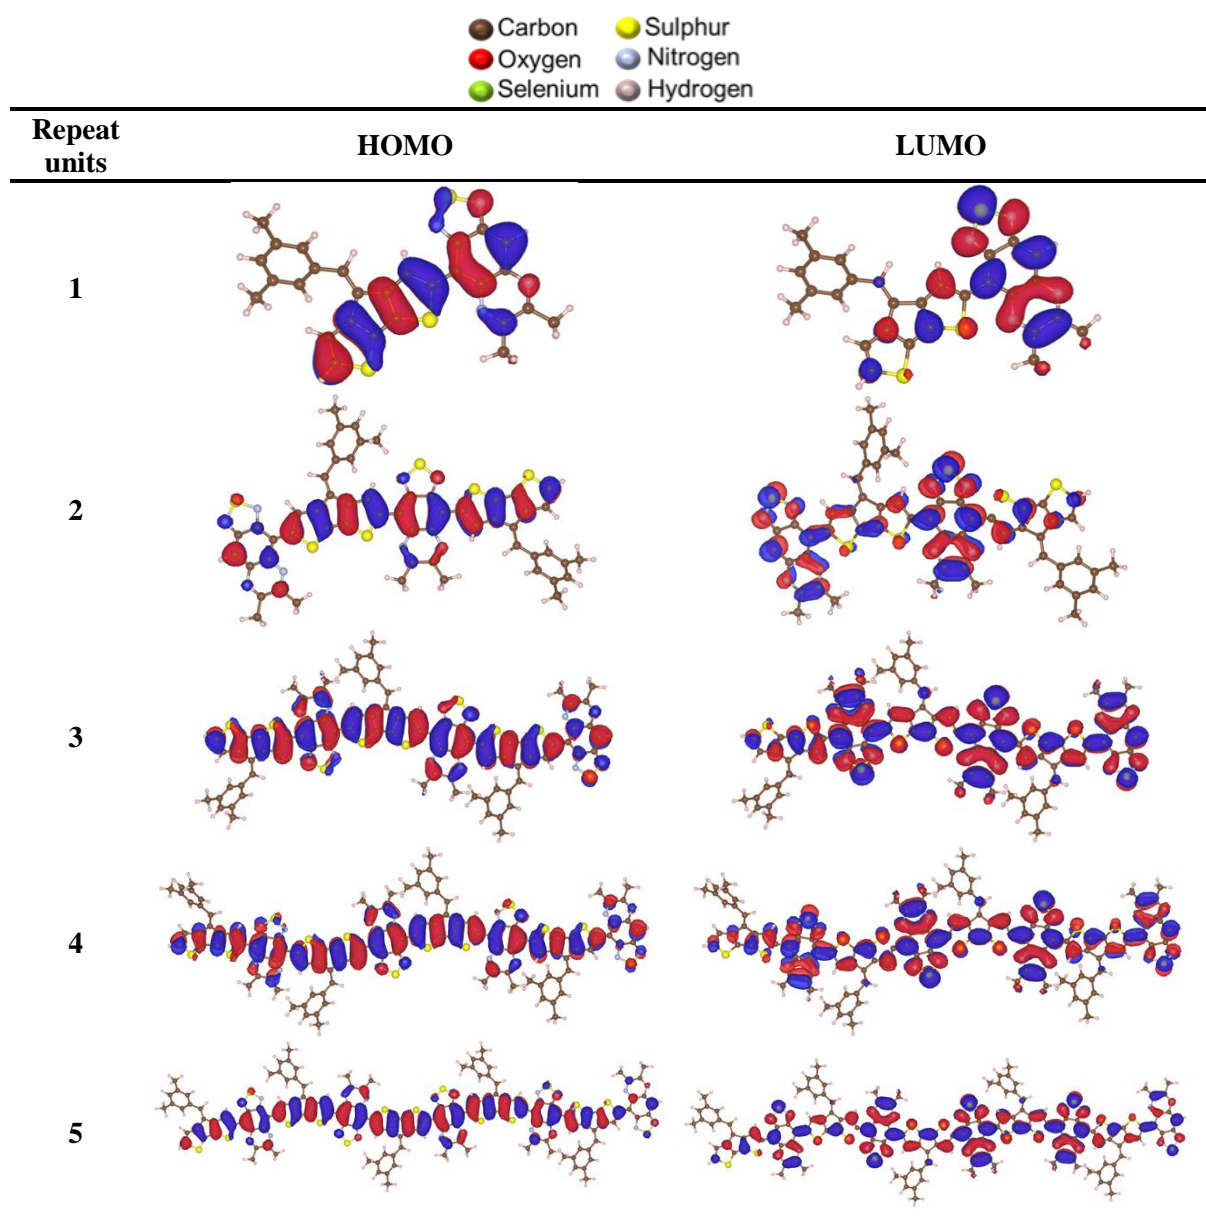 Carbon Sulphur
Oxygen Nitrogen
Selenium Hydrogen
Repeat
units
HOMO
LUMO
1
2
3
4
5